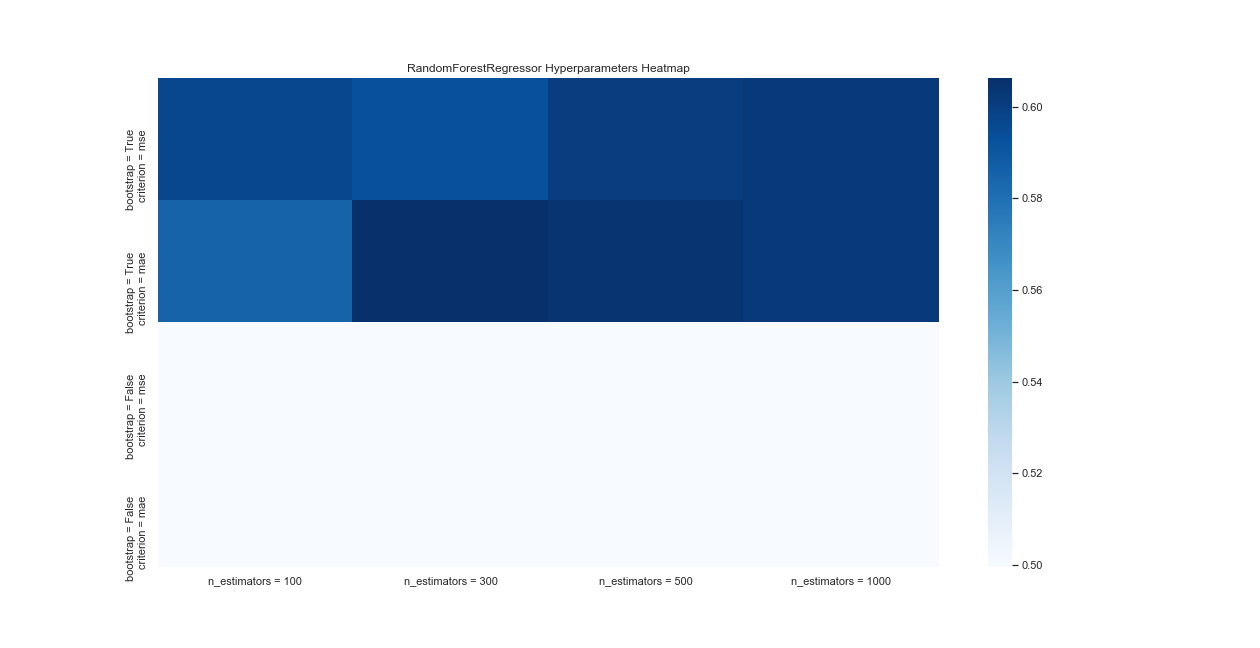 RandomForestRegressor Hyperparameters Heatmap
bootstrap = True
criterion = mse
bootstrap = True
criterion = mae
bootstrap = False
criterion = mse
bootstrap = False
criterion = mae
n_estimators = 100
n_estimators = 300
n_estimators = 500
n_estimators = 1000
0.60
0.58
0.56
0.54
0.52
0.50